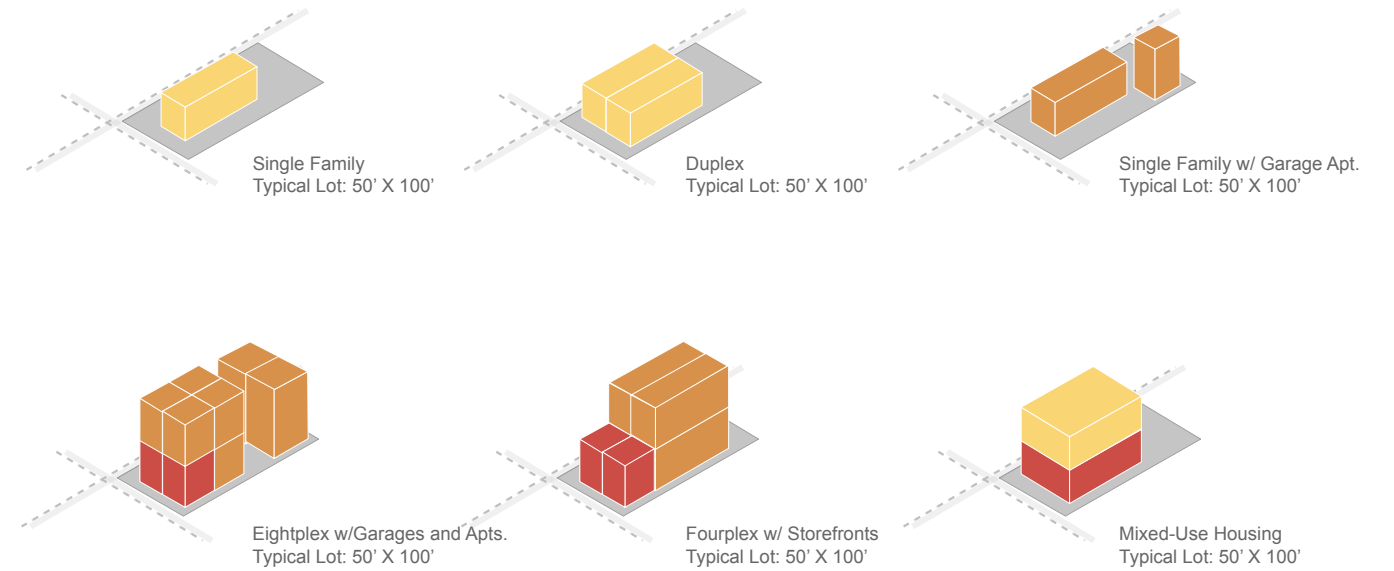 Single Family
Typical Lot: 50’ X 100’
Duplex
Typical Lot: 50’ X 100’
Single Family w/ Garage Apt.
Typical Lot: 50’ X 100’
Eightplex w/Garages and Apts.
Typical Lot: 50’ X 100’
Fourplex w/ Storefronts
Typical Lot: 50’ X 100’
Mixed-Use Housing
Typical Lot: 50’ X 100’